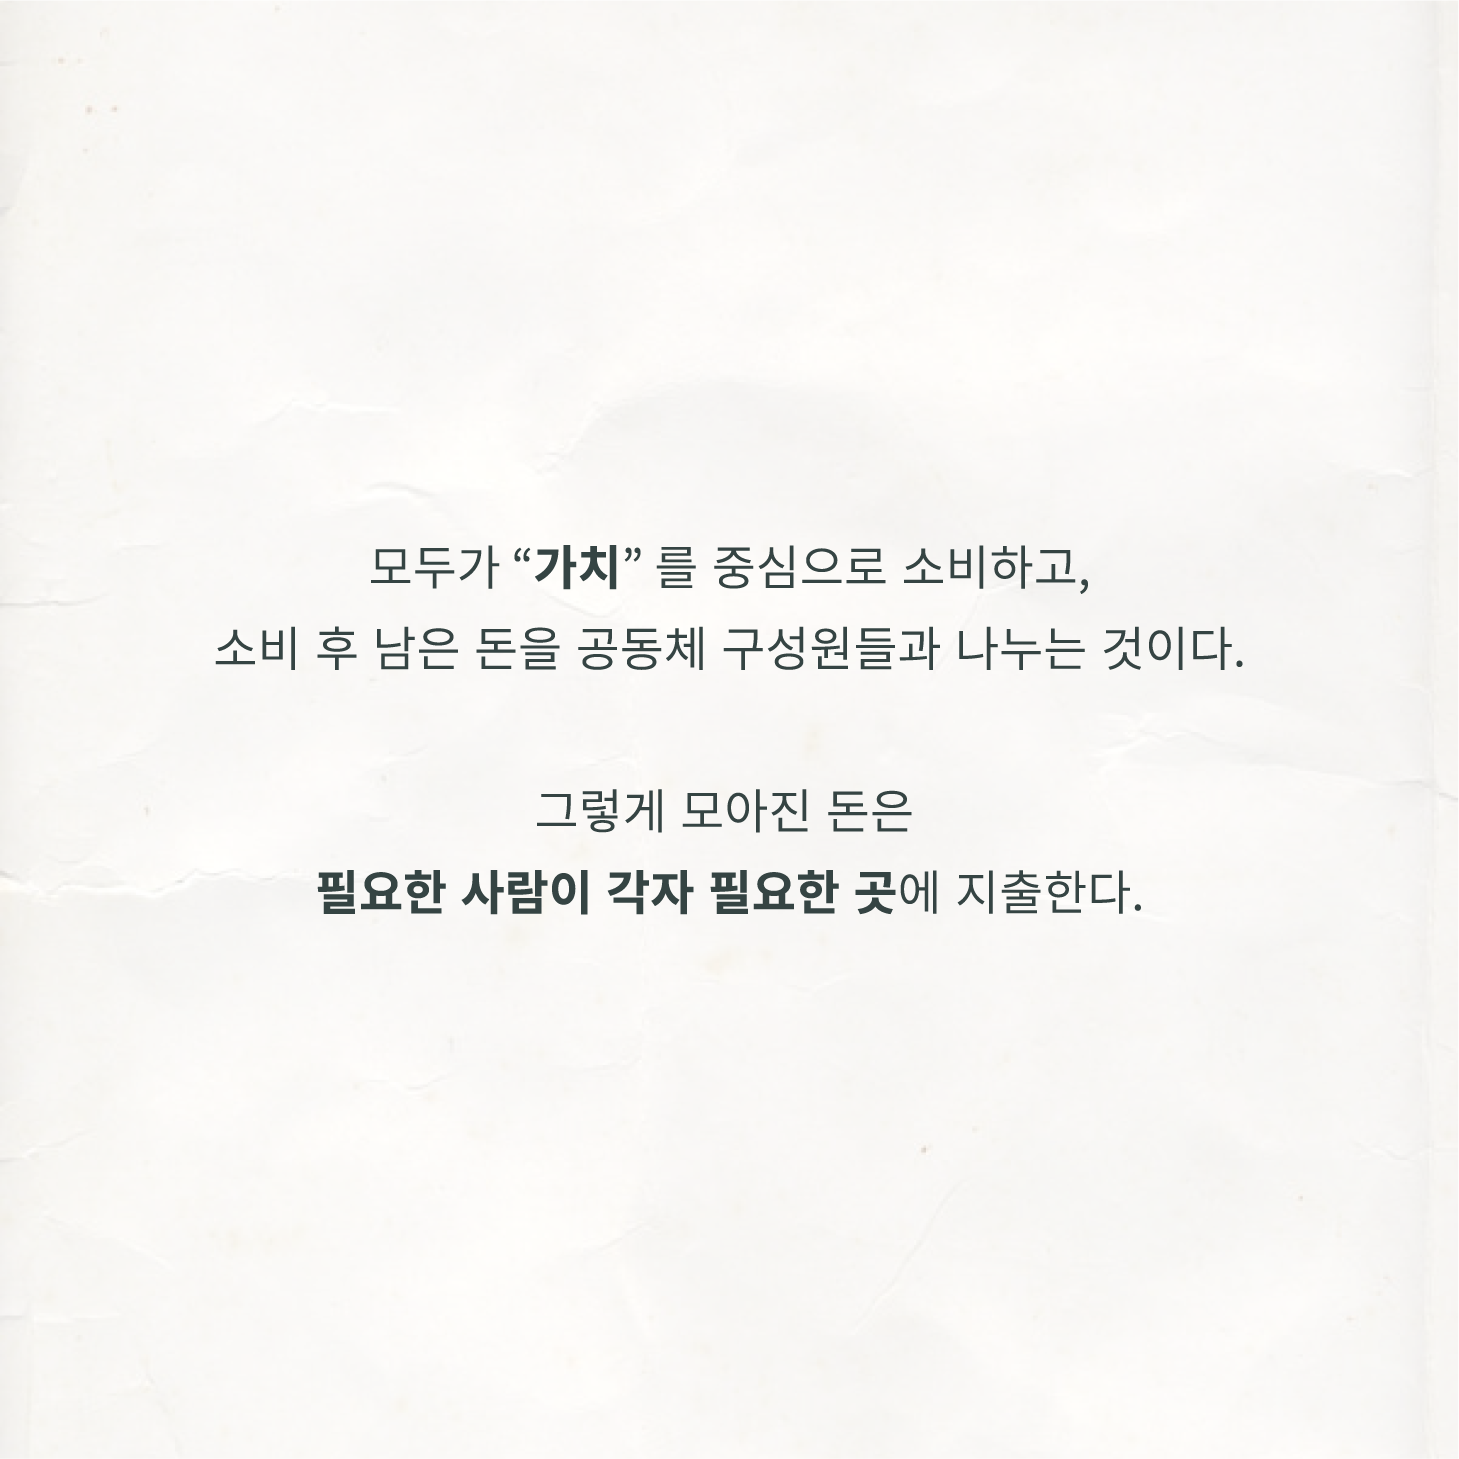 모두가 “가치” 를 중심으로 소비하고,
소비 후 남은 돈을 공동체 구성원들과 나누는 것이다.
그렇게 모아진 돈은
필요한 사람이 각자 필요한 곳에 지출한다.